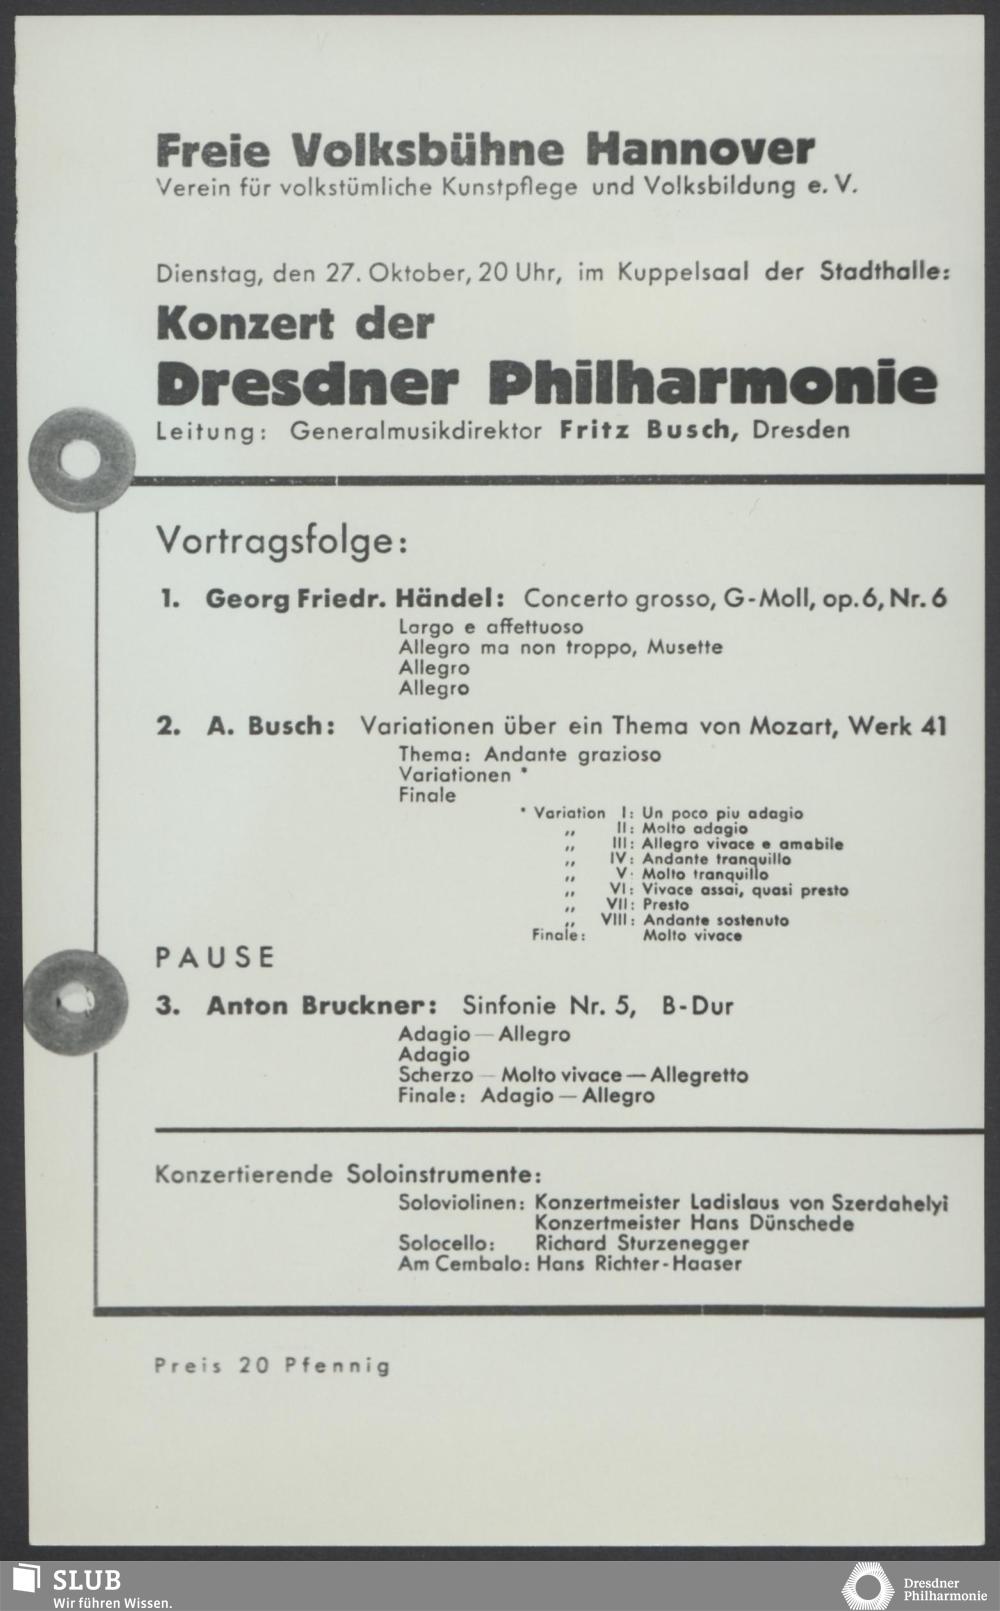 Freie Volksbühne Hannover
Verein für volkstümliche Kunstpflege und Volksbildung e. V.
Dienstag, den 27. Oktober, 20 Uhr, im Kuppelsaal der Stadthalle:
Konzert der
Dresdner Philharmonie
Leitung: Generalmusikdirektor Fritz Busch, Dresden
Vortragsfolge:
1. Georg Friedr. Händel: Concerto grosso, G-Moll, op. 6, Nr. 6
Largo e affettuoso
Allegro ma non troppo, Musette
Allegro
Allegro
2. A. Busch: Variationen über ein Thema von Mozart, Werk 41
Thema: Andante grazioso
Variationen *
Finale
* Variation I: Un poco piu adagio
„ II: Molto adagio
„ III: Allegro vivace e amabile
„ IV: Andante tranquillo
„ V: Molto tranquillo
„ VI: Vivace assai, quasi presto
„ VII: Presto
„ VIII: Andante sostenuto
Finale: Molto vivace
PAUSE
3. Anton Bruckner: Sinfonie Nr. 5, B-Dur
Adagio — Allegro
Adagio
Scherzo — Molto vivace — Allegretto
Finale: Adagio — Allegro
Konzertierende Soloinstrumente:
Soloviolinen: Konzertmeister Ladislaus von Szerdahelyi
Konzertmeister Hans Dünschede
Solocello: Richard Sturzenegger
Am Cembalo: Hans Richter-Haaser
Preis 20 Pfennig
SLUB
Wir führen Wissen.
Dresdner
Philharmonie